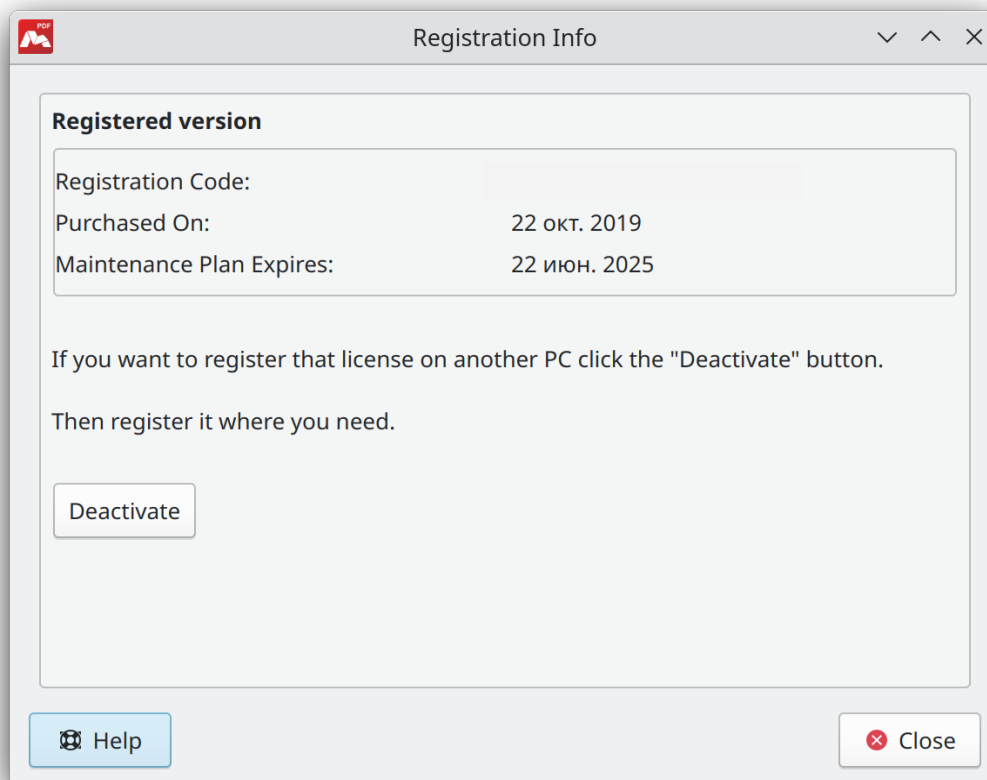 PDF
Registration Info
Registered version
Registration Code:
Purchased On: 22 окт. 2019
Maintenance Plan Expires: 22 июн. 2025
If you want to register that license on another PC click the "Deactivate" button.
Then register it where you need.
Deactivate
Help Close